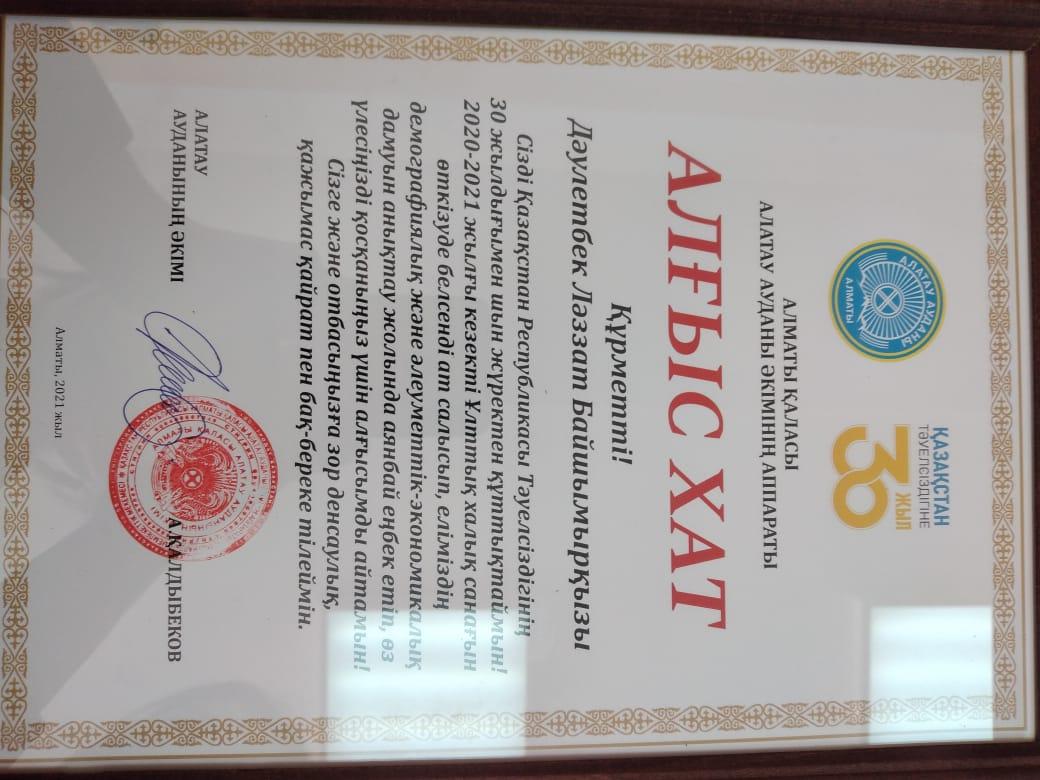 АЛАТАУ АУДАНЫ
АЛМАТЫ
ҚАЗАҚСТАН
ТӘУЕЛСІЗДІГІНЕ
30 ЖЫЛ
АЛМАТЫ ҚАЛАСЫ
АЛАТАУ АУДАНЫ ӘКІМІНІҢ АППАРАТЫ
АЛҒЫС ХАТ
Құрметті!
Дәулетбек Ләззат Байшымырқызы
Сізді Қазақстан Республикасы Тәуелсіздігінің
30 жылдығымен шын жүректен құттықтаймын!
2020-2021 жылғы кезекті Ұлттық халық санағын
өткізуде белсенді ат салысып, еліміздің
демографиялық және әлеуметтік-экономикалық
дамуын анықтау жолында аянбай еңбек етіп, өз
үлесіңізді қосқаныңыз үшін алғысымды айтамын!
Сізге және отбасыңызға зор денсаулық,
қажымас қайрат пен бақ-береке тілеймін.
АЛАТАУ
АУДАНЫНЫҢ ӘКІМІ
А.ҚАЛДЫБЕКОВ
Алматы, 2021 жыл